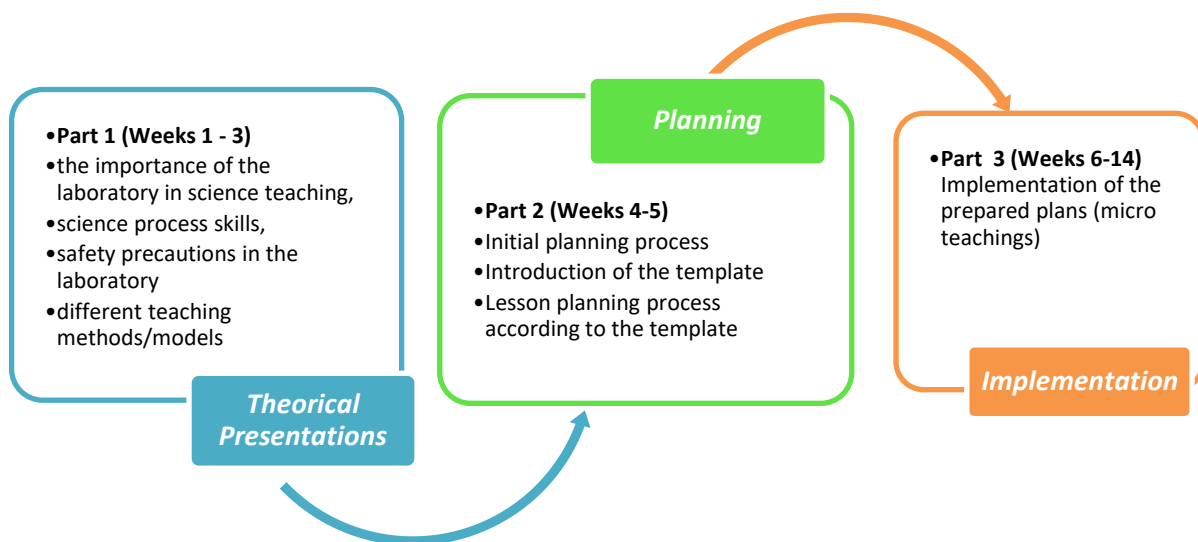 •Part 1 (Weeks 1 - 3)
•the importance of the
laboratory in science teaching,
•science process skills,
•safety precautions in the
laboratory
•different teaching
methods/models
Theorical
Presentations
Planning
•Part 2 (Weeks 4-5)
•Initial planning process
•Introduction of the template
•Lesson planning process
according to the template
•Part  3 (Weeks 6-14)
Implementation of the
prepared plans (micro
teachings)
Implementation